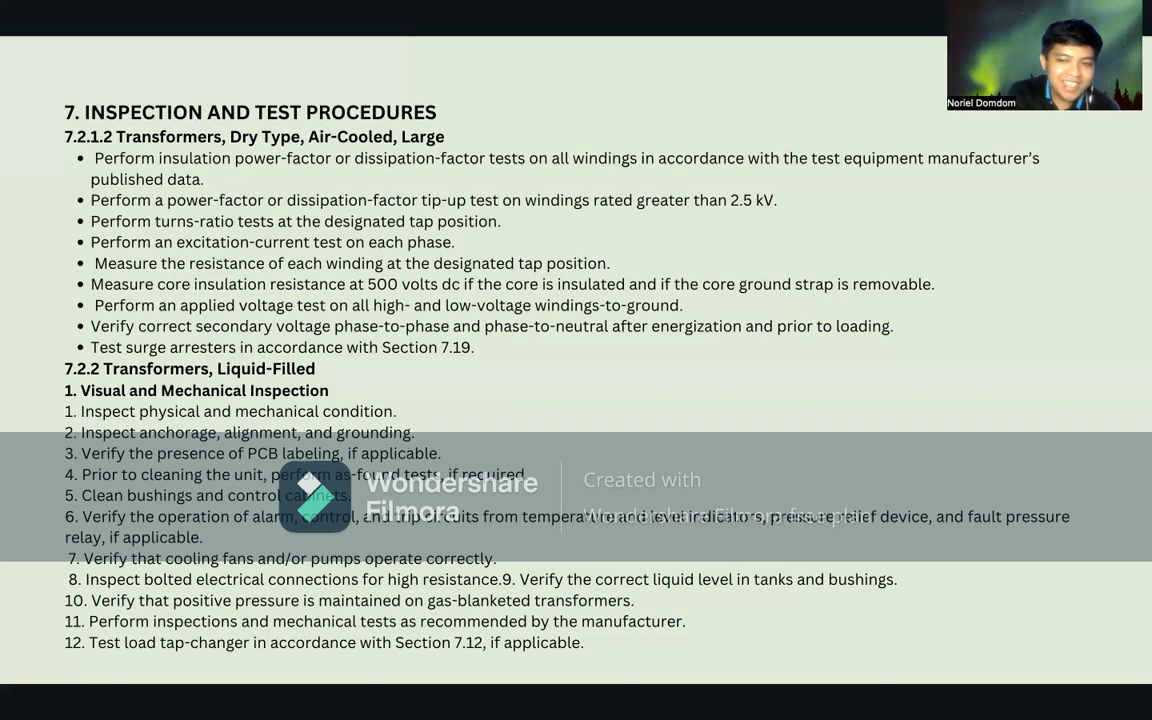 Noriel Domdom
7. INSPECTION AND TEST PROCEDURES
7.2.1.2 Transformers, Dry Type, Air-Cooled, Large
• Perform insulation power-factor or dissipation-factor tests on all windings in accordance with the test equipment manufacturer’s
published data.
• Perform a power-factor or dissipation-factor tip-up test on windings rated greater than 2.5 kV.
• Perform turns-ratio tests at the designated tap position.
• Perform an excitation-current test on each phase.
• Measure the resistance of each winding at the designated tap position.
• Measure core insulation resistance at 500 volts dc if the core is insulated and if the core ground strap is removable.
• Perform an applied voltage test on all high- and low-voltage windings-to-ground.
• Verify correct secondary voltage phase-to-phase and phase-to-neutral after energization and prior to loading.
• Test surge arresters in accordance with Section 7.19.
7.2.2 Transformers, Liquid-Filled
1. Visual and Mechanical Inspection
1. Inspect physical and mechanical condition.
2. Inspect anchorage, alignment, and grounding.
3. Verify the presence of PCB labeling, if applicable.
4. Prior to cleaning the unit, perform as-found tests, if required.
5. Clean bushings and control cabinets.
6. Verify the operation of alarm, control, and trip circuits from temperature and level indicators, pressure relief device, and fault pressure
relay, if applicable.
7. Verify that cooling fans and/or pumps operate correctly.
8. Inspect bolted electrical connections for high resistance.9. Verify the correct liquid level in tanks and bushings.
10. Verify that positive pressure is maintained on gas-blanketed transformers.
11. Perform inspections and mechanical tests as recommended by the manufacturer.
12. Test load tap-changer in accordance with Section 7.12, if applicable.
Wondershare
Filmora
Created with
Wondershare Filmora free plan